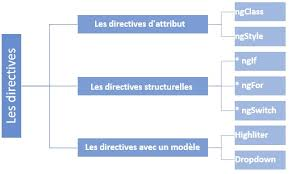 Les directives
Les directives d'attribut
ngClass
ngStyle
Les directives structurelles
* ngIf
* ngFor
* ngSwitch
Les directives avec un modèle
Highliter
Dropdown